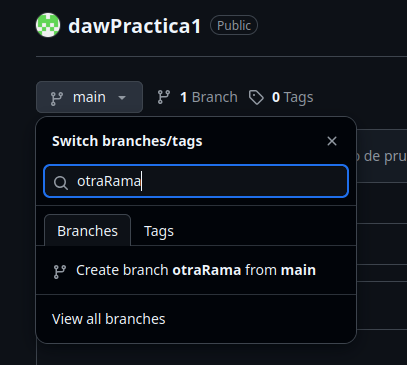 dawPractica1 Public
main 1 Branch 0 Tags
Switch branches/tags
o de pru
otraRama
Branches Tags
Create branch otraRama from main
View all branches